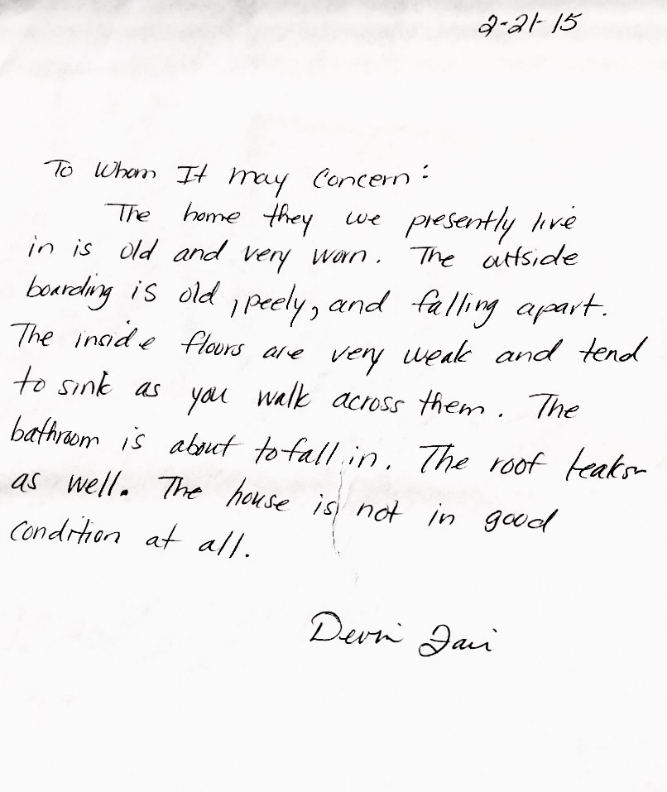 2-21-15
To Whom It may Concern:
The home they we presently live
in is old and very worn. The outside
boarding is old, peely, and falling apart.
The inside floors are very weak and tend
to sink as you walk across them. The
bathroom is about to fall in. The roof leaks
as well. The house is not in good
condition at all.
Devin